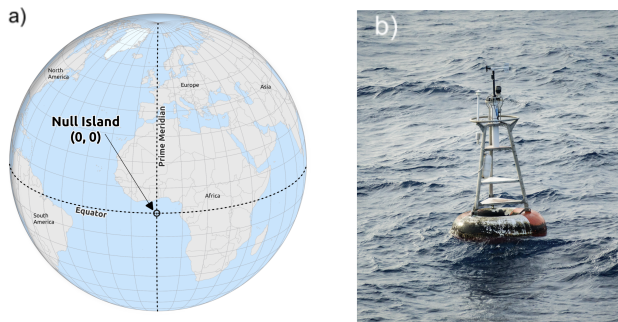 a)
North
America
Europe
Asia
Null Island
(0, 0)
Prime Meridian
Africa
Equator
South
America
b)